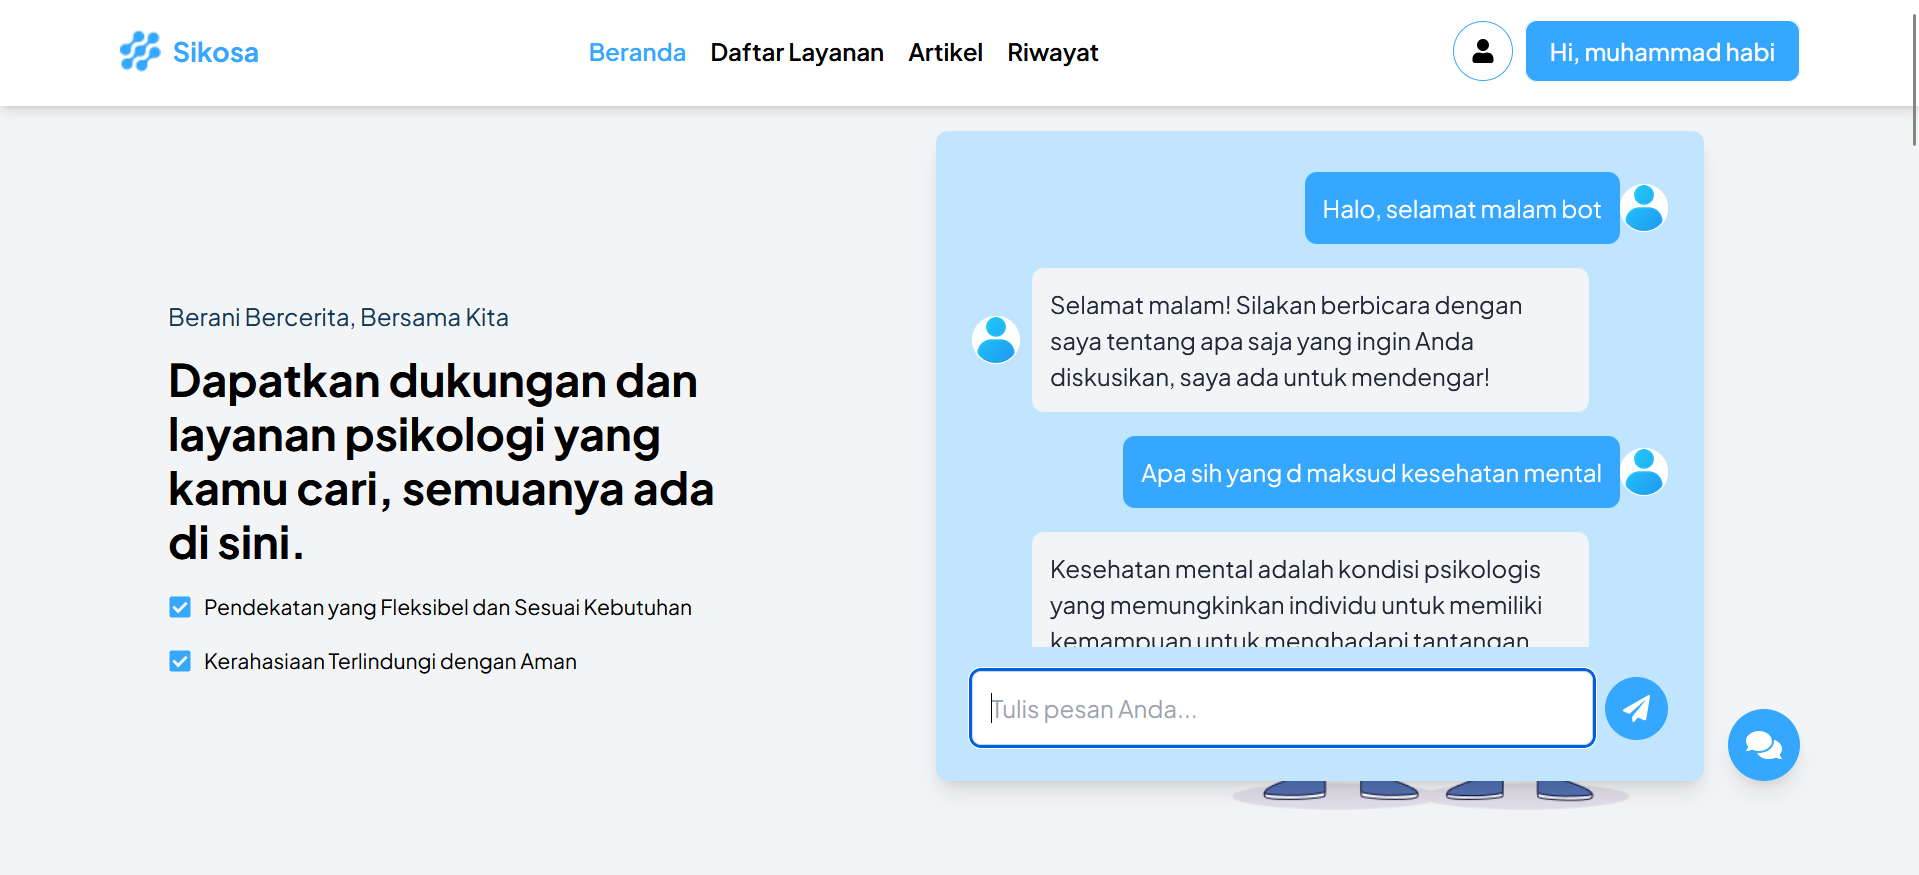 Sikosa
Beranda
Daftar Layanan
Artikel
Riwayat
Hi, muhammad habi
Berani Bercerita, Bersama Kita
Dapatkan dukungan dan
layanan psikologi yang
kamu cari, semuanya ada
di sini.
Pendekatan yang Fleksibel dan Sesuai Kebutuhan
Kerahasiaan Terlindungi dengan Aman
Halo, selamat malam bot
Selamat malam! Silakan berbicara dengan
saya tentang apa saja yang ingin Anda
diskusikan, saya ada untuk mendengar!
Apa sih yang d maksud kesehatan mental
Kesehatan mental adalah kondisi psikologis
yang memungkinkan individu untuk memiliki
kemampuan untuk menghadapi tantangan
Tulis pesan Anda...